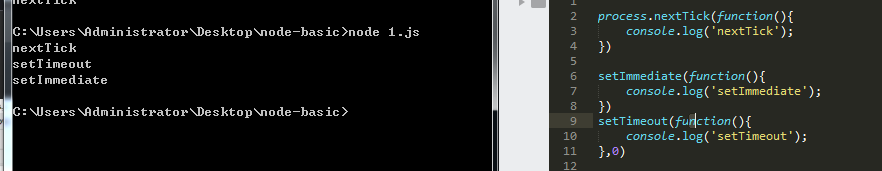 nextTick
C:\Users\Administrator\Desktop\node-basic>node 1.js
nextTick
setTimeout
setImmediate
C:\Users\Administrator\Desktop\node-basic>
2 process.nextTick(function(){
3 console.log('nextTick');
4 })
5
6 setImmediate(function(){
7 console.log('setImmediate');
8 })
9 setTimeout(function(){
10 console.log('setTimeout');
11 },0)
12